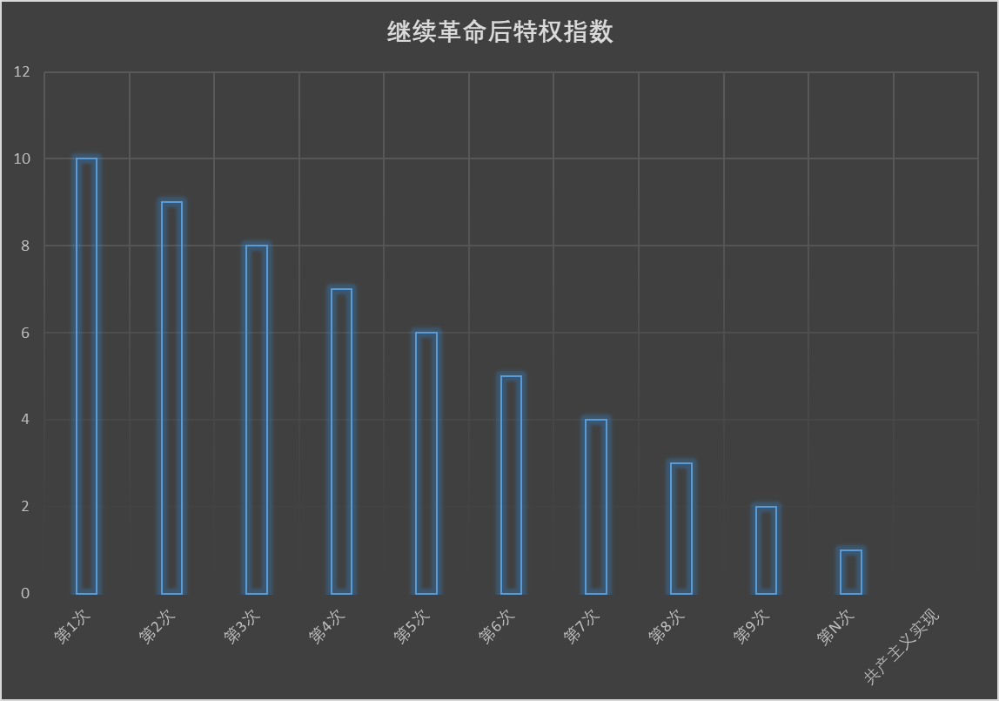 继续革命后特权指数
12
10
8
6
4
2
0
第1次
第2次
第3次
第4次
第5次
第6次
第7次
第8次
第9次
第N次
共产主义实现